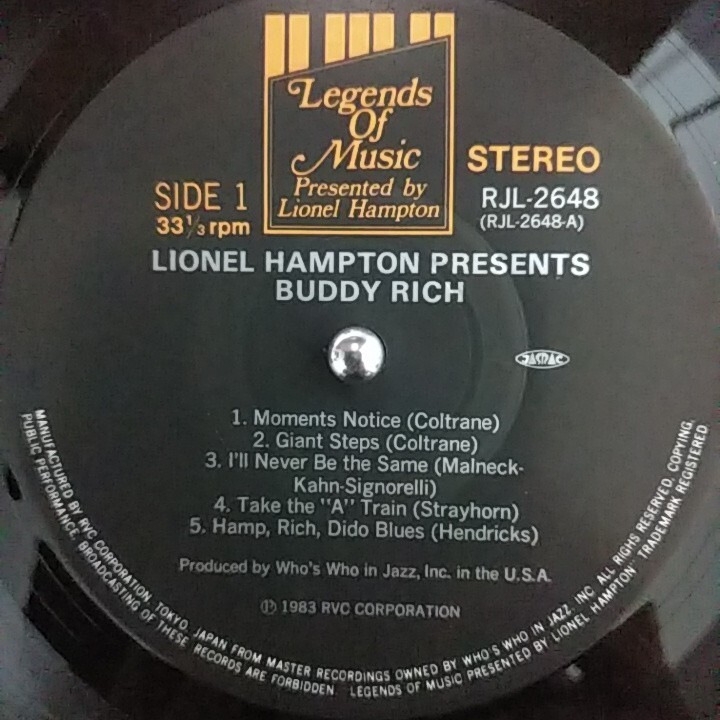 Legends
Of
Music
Presented by
Lionel Hampton
SIDE 1
33 1/3 rpm
STEREO
RJL-2648
(RJL-2648-A)
LIONEL HAMPTON PRESENTS
BUDDY RICH
JASRAC
1. Moments Notice (Coltrane)
2. Giant Steps (Coltrane)
3. I'll Never Be the Same (Malneck-
Kahn-Signorelli)
4. Take the "A" Train (Strayhorn)
5. Hamp, Rich, Dido Blues (Hendricks)
Produced by Who's Who in Jazz, Inc. in the U.S.A.
Ⓟ 1983 RVC CORPORATION
MANUFACTURED BY RVC CORPORATION, TOKYO, JAPAN FROM MASTER RECORDINGS OWNED BY WHO'S WHO IN JAZZ, INC. ALL RIGHTS RESERVED, COPYING,
PUBLIC PERFORMANCE, BROADCASTING OF THESE RECORDS ARE FORBIDDEN. "LEGENDS OF MUSIC PRESENTED BY LIONEL HAMPTON" TRADEMARK REGISTERED